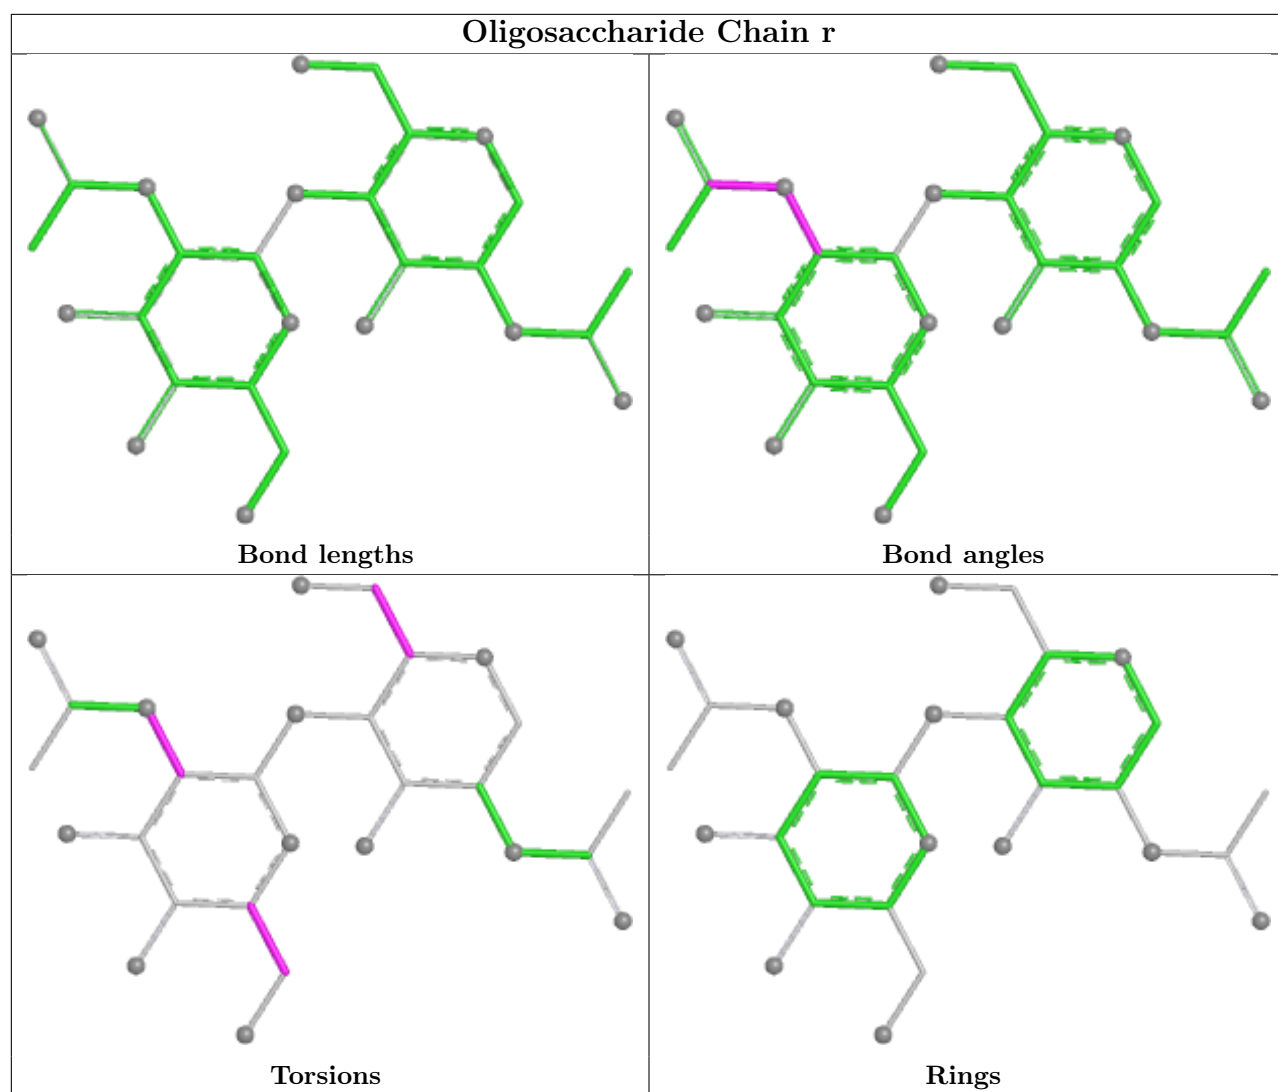 Oligosaccharide Chain r
Bond lengths
Bond angles
Torsions
Rings